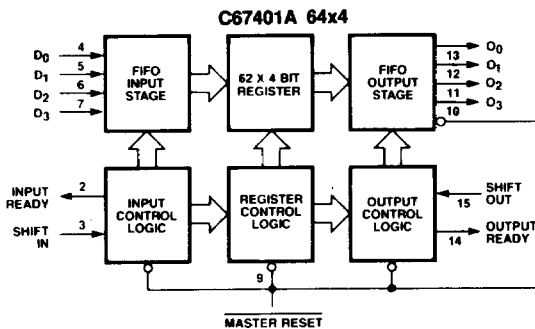 C67401A 64x4
D0 4
D1 5
D2 6
D3 7
FIFO
INPUT
STAGE
62 X 4 BIT
REGISTER
FIFO
OUTPUT
STAGE
13 O0
12 O1
11 O2
10 O3
INPUT
READY 2
SHIFT
IN 3
INPUT
CONTROL
LOGIC
REGISTER
CONTROL
LOGIC
OUTPUT
CONTROL
LOGIC
15 SHIFT
OUT
14 OUTPUT
READY
9
MASTER RESET